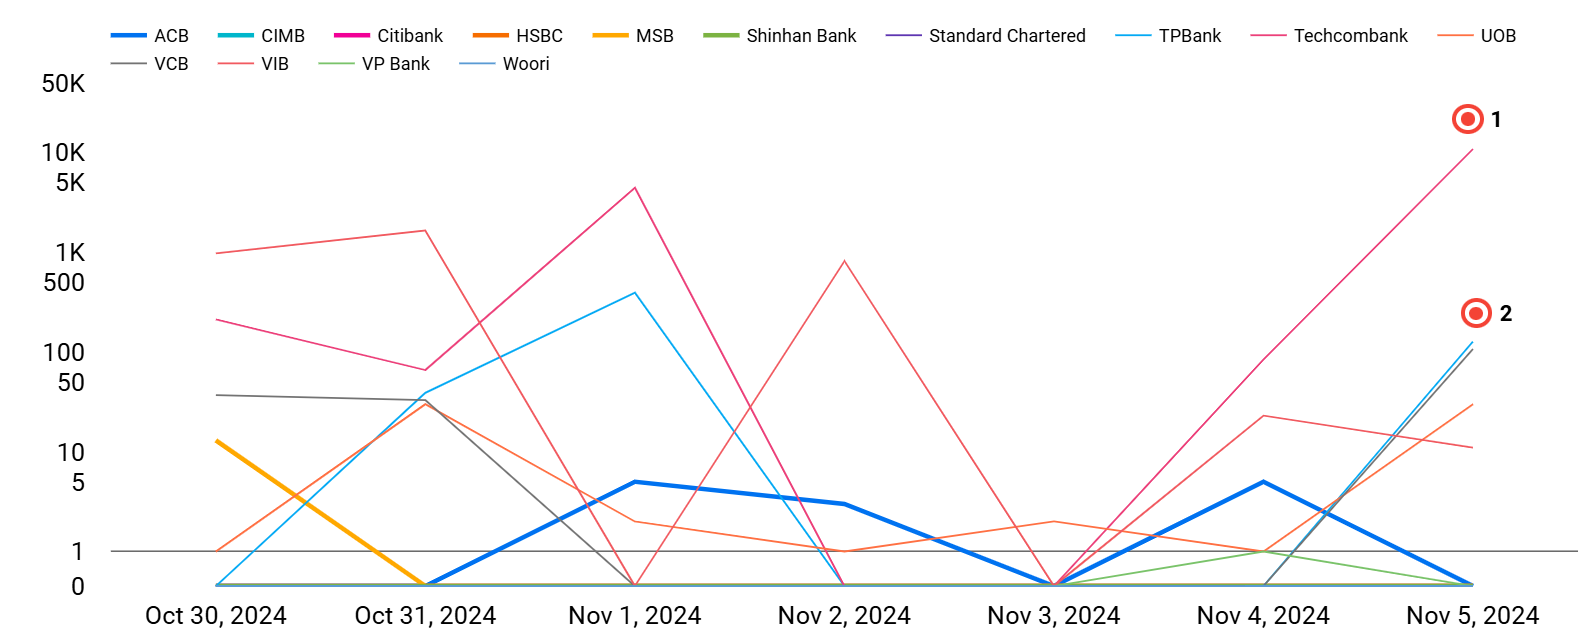 ACB CIMB Citibank HSBC MSB Shinhan Bank Standard Chartered TPBank Techcombank UOB
VCB VIB VP Bank Woori
50K
1
10K
5K
1K
500
2
100
50
10
5
1
0
Oct 30, 2024 Oct 31, 2024 Nov 1, 2024 Nov 2, 2024 Nov 3, 2024 Nov 4, 2024 Nov 5, 2024